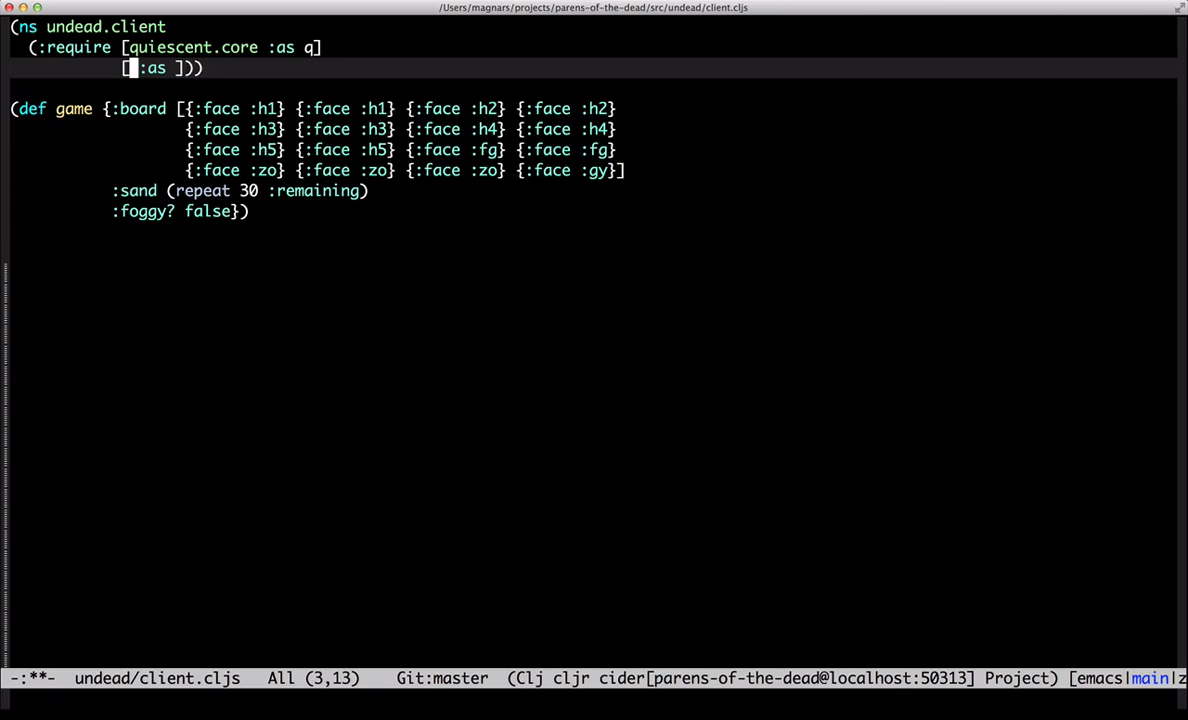 /Users/magnars/projects/parens-of-the-dead/src/undead/client.cljs
(ns undead.client
(:require [quiescent.core :as q]
[ :as ]))
(def game {:board [{:face :h1} {:face :h1} {:face :h2} {:face :h2}
{:face :h3} {:face :h3} {:face :h4} {:face :h4}
{:face :h5} {:face :h5} {:face :fg} {:face :fg}
{:face :zo} {:face :zo} {:face :zo} {:face :gy}]
:sand (repeat 30 :remaining)
:foggy? false})
-:**- undead/client.cljs All (3,13) Git:master (Clj cljr cider[parens-of-the-dead@localhost:50313] Project) [emacs|main|z